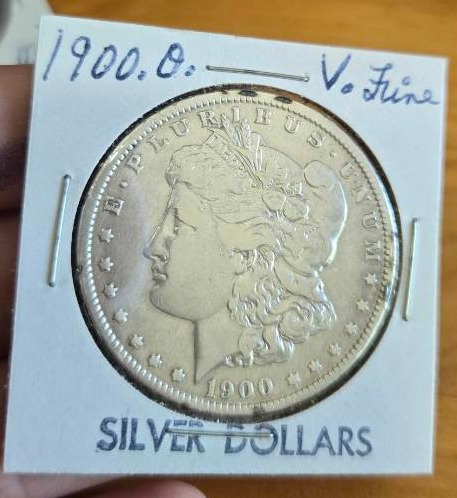 1900.O. V. Fine
E·PLURIBUS·UNUM
1900
SILVER DOLLARS